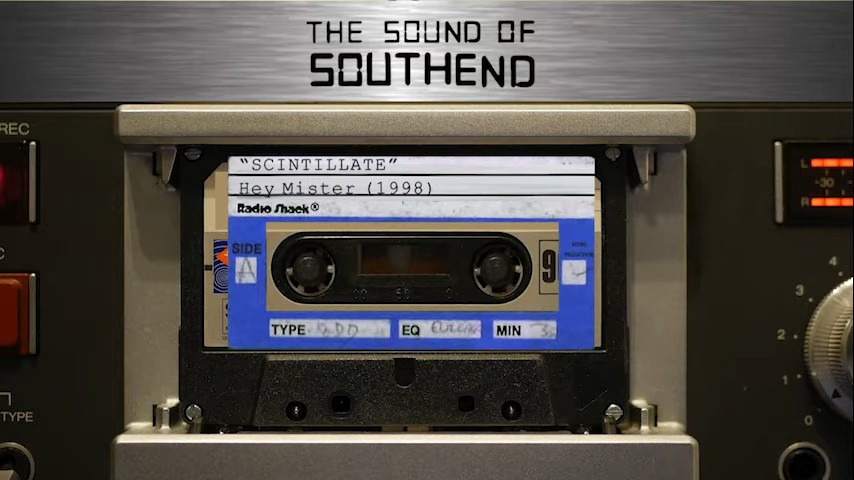 THE SOUND OF
SOUTHEND
REC
"SCINTILLATE"
Hey Mister (1998)
Radio Shack®
L
-30
R
SIDE
A
9
TYPE
EQ
MIN
4
3
2
1
0
TYPE